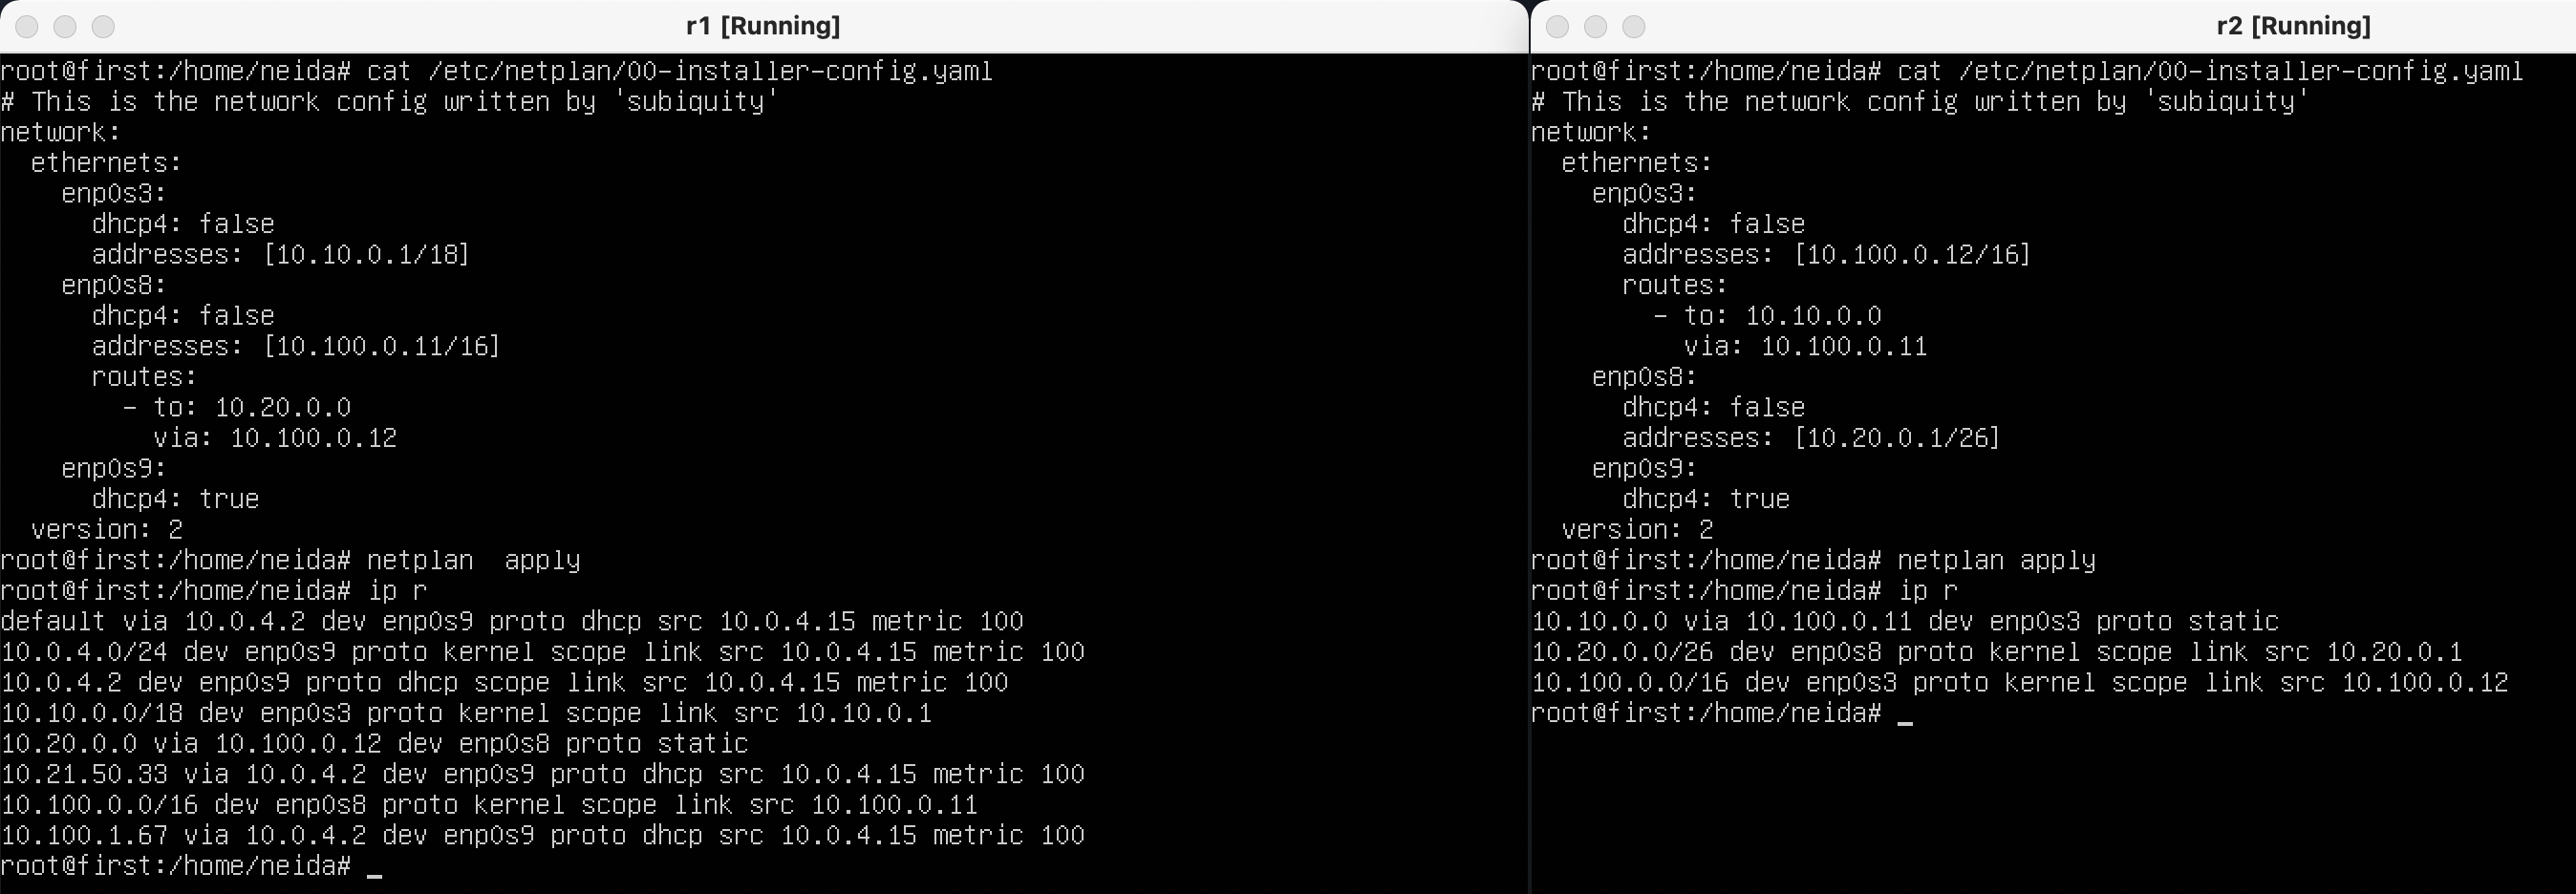 r1 [Running]
root@first:/home/neida# cat /etc/netplan/00-installer-config.yaml
# This is the network config written by 'subiquity'
network:
  ethernets:
    enp0s3:
      dhcp4: false
      addresses: [10.10.0.1/18]
    enp0s8:
      dhcp4: false
      addresses: [10.100.0.11/16]
      routes:
        - to: 10.20.0.0
          via: 10.100.0.12
    enp0s9:
      dhcp4: true
  version: 2
root@first:/home/neida# netplan  apply
root@first:/home/neida# ip r
default via 10.0.4.2 dev enp0s9 proto dhcp src 10.0.4.15 metric 100
10.0.4.0/24 dev enp0s9 proto kernel scope link src 10.0.4.15 metric 100
10.0.4.2 dev enp0s9 proto dhcp scope link src 10.0.4.15 metric 100
10.10.0.0/18 dev enp0s3 proto kernel scope link src 10.10.0.1
10.20.0.0 via 10.100.0.12 dev enp0s8 proto static
10.21.50.33 via 10.0.4.2 dev enp0s9 proto dhcp src 10.0.4.15 metric 100
10.100.0.0/16 dev enp0s8 proto kernel scope link src 10.100.0.11
10.100.1.67 via 10.0.4.2 dev enp0s9 proto dhcp src 10.0.4.15 metric 100
root@first:/home/neida# _
r2 [Running]
root@first:/home/neida# cat /etc/netplan/00-installer-config.yaml
# This is the network config written by 'subiquity'
network:
  ethernets:
    enp0s3:
      dhcp4: false
      addresses: [10.100.0.12/16]
      routes:
        - to: 10.10.0.0
          via: 10.100.0.11
    enp0s8:
      dhcp4: false
      addresses: [10.20.0.1/26]
    enp0s9:
      dhcp4: true
  version: 2
root@first:/home/neida# netplan apply
root@first:/home/neida# ip r
10.10.0.0 via 10.100.0.11 dev enp0s3 proto static
10.20.0.0/26 dev enp0s8 proto kernel scope link src 10.20.0.1
10.100.0.0/16 dev enp0s3 proto kernel scope link src 10.100.0.12
root@first:/home/neida# _